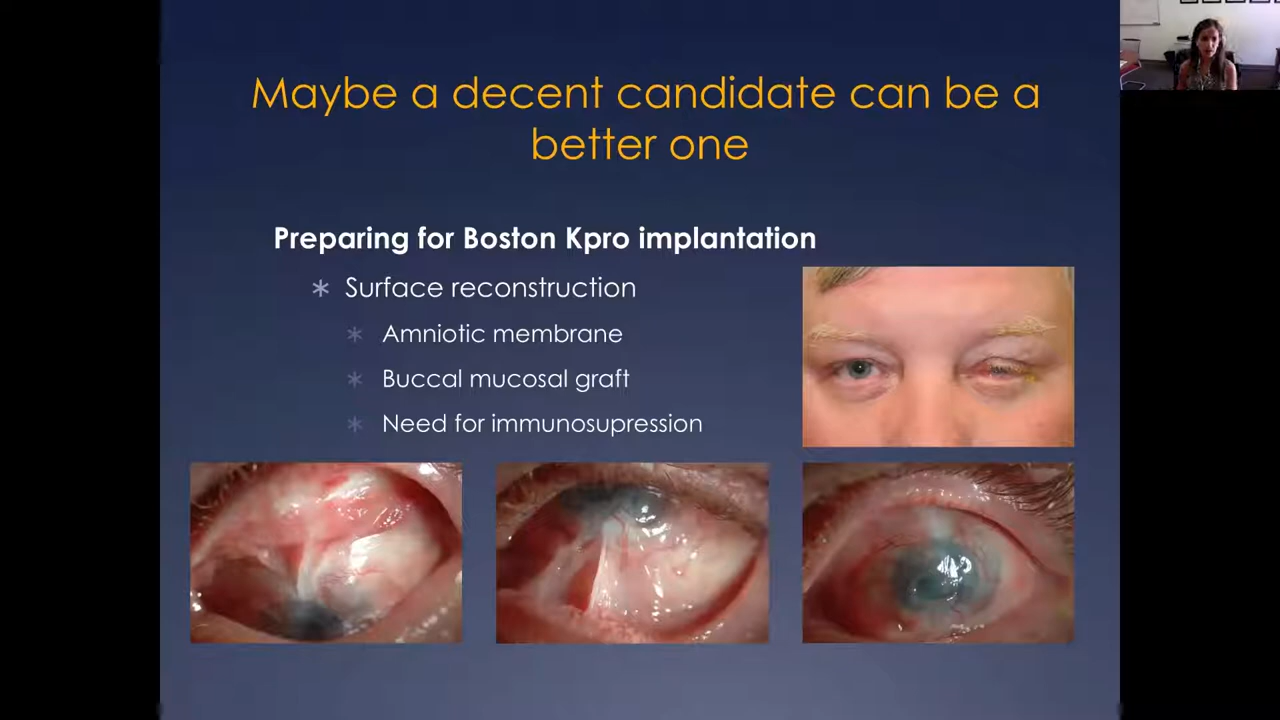 Maybe a decent candidate can be a
better one
Preparing for Boston Kpro implantation
Surface reconstruction
Amniotic membrane
Buccal mucosal graft
Need for immunosupression